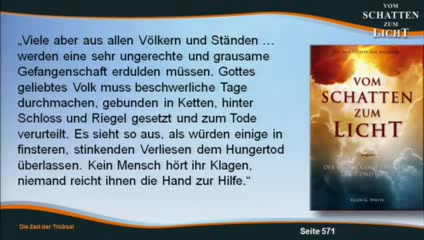 VOM
SCHATTEN
ZUM
LICHT
„Viele aber aus allen Völkern und Ständen …
werden eine sehr ungerechte und grausame
Gefangenschaft erdulden müssen. Gottes
geliebtes Volk muss beschwerliche Tage
durchmachen, gebunden in Ketten, hinter
Schloss und Riegel gesetzt und zum Tode
verurteilt. Es sieht so aus, als würden einige in
finsteren, stinkenden Verliesen dem Hungertod
überlassen. Kein Mensch hört ihr Klagen,
niemand reicht ihnen die Hand zur Hilfe.“
VOM
SCHATTEN
ZUM
LICHT
ELLEN G. WHITE
Die Zeit der Trübsal
Seite 571